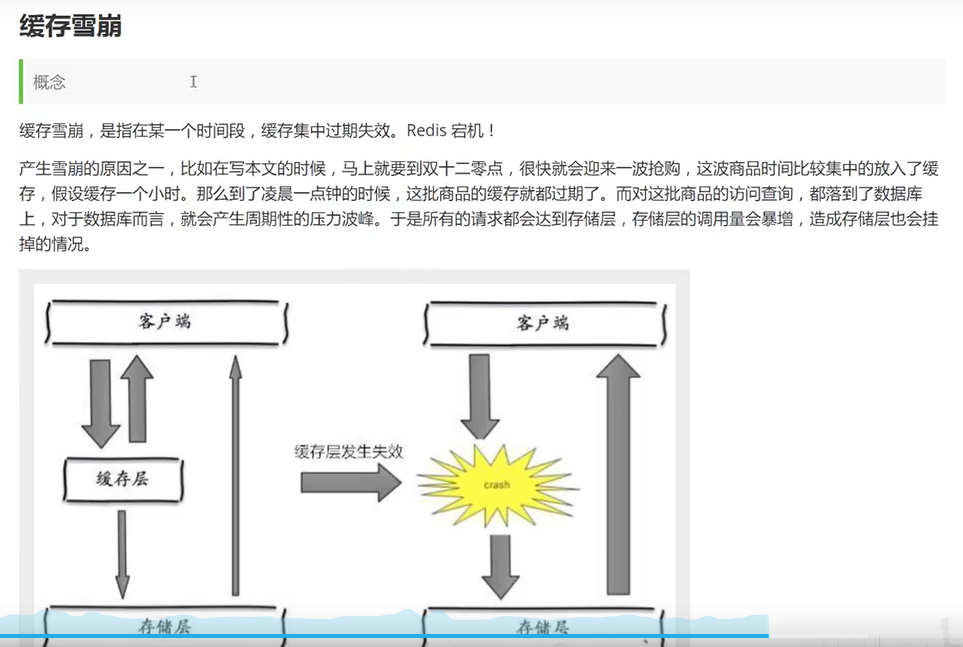 缓存雪崩
概念
缓存雪崩，是指在某一个时间段，缓存集中过期失效。Redis 宕机！
产生雪崩的原因之一，比如在写本文的时候，马上就要到双十二零点，很快就会迎来一波抢购，这波商品时间比较集中的放入了缓
存，假设缓存一个小时。那么到了凌晨一点钟的时候，这批商品的缓存就都过期了。而对这批商品的访问查询，都落到了数据库
上，对于数据库而言，就会产生周期性的压力波峰。于是所有的请求都会达到存储层，存储层的调用量会暴增，造成存储层也会挂
掉的情况。
客户端
客户端
缓存层发生失效
缓存层
crash
存储层
存储层